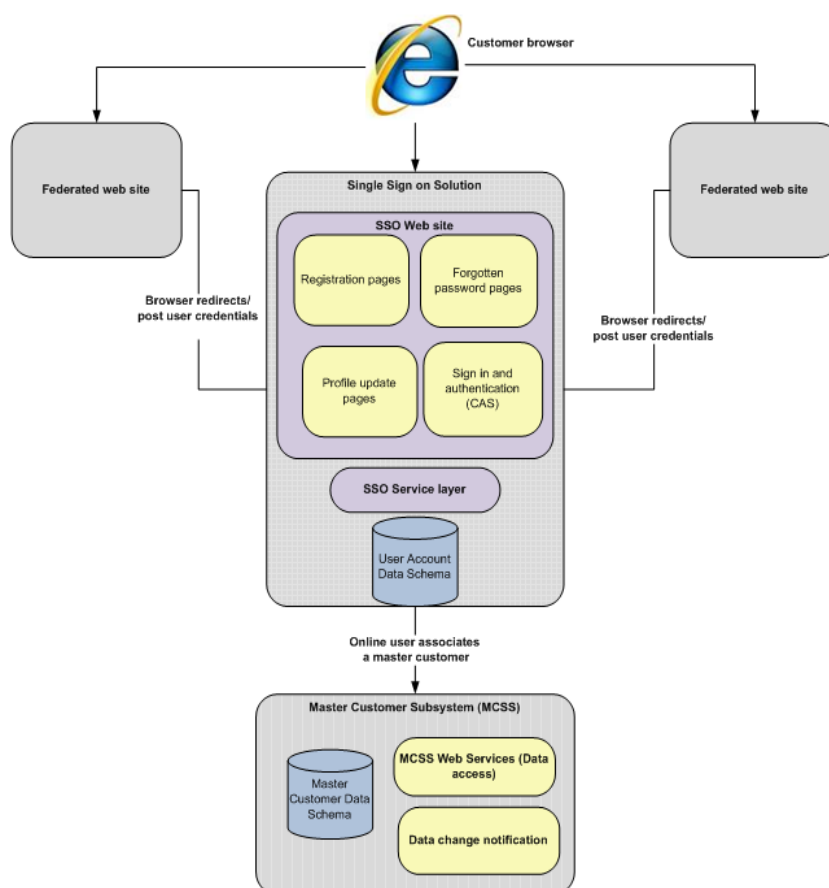 Customer browser
Federated web site
Federated web site
Single Sign on Solution
SSO Web site
Registration pages
Forgotten
password pages
Browser redirects/
post user credentials
Browser redirects/
post user credentials
Profile update
pages
Sign in and
authentication
(CAS)
SSO Service layer
User Account
Data Schema
Online user associates
a master customer
Master Customer Subsystem (MCSS)
MCSS Web Services (Data
access)
Master
Customer Data
Schema
Data change notification